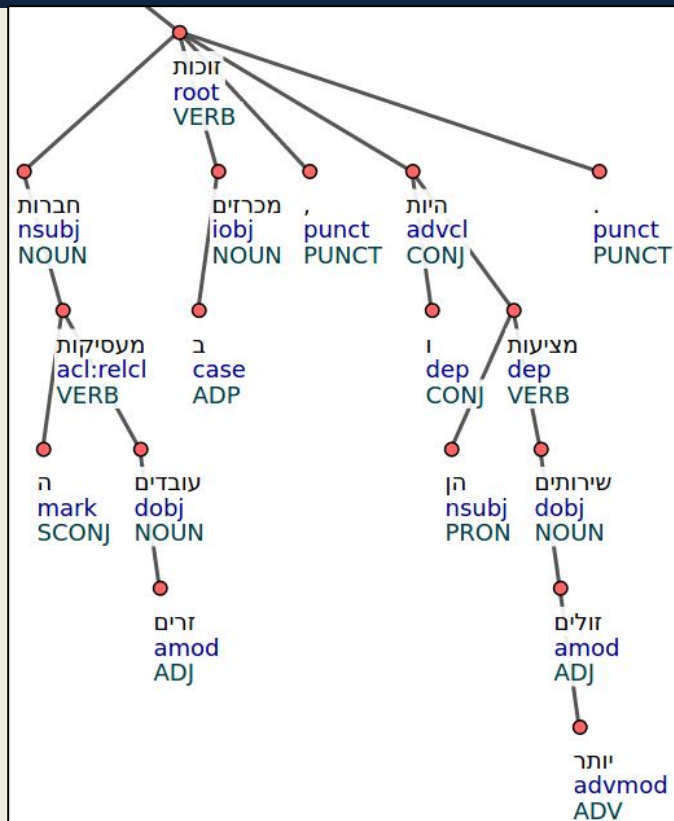 זוכות
root
VERB
חברות
nsubj
NOUN
מכרזים
iobj
NOUN
,
punct
PUNCT
היות
advcl
CONJ
.
punct
PUNCT
מעסיקות
acl:relcl
VERB
ב
case
ADP
ו
dep
CONJ
מציעות
dep
VERB
ה
mark
SCONJ
עובדים
dobj
NOUN
הן
nsubj
PRON
שירותים
dobj
NOUN
זרים
amod
ADJ
זולים
amod
ADJ
יותר
advmod
ADV